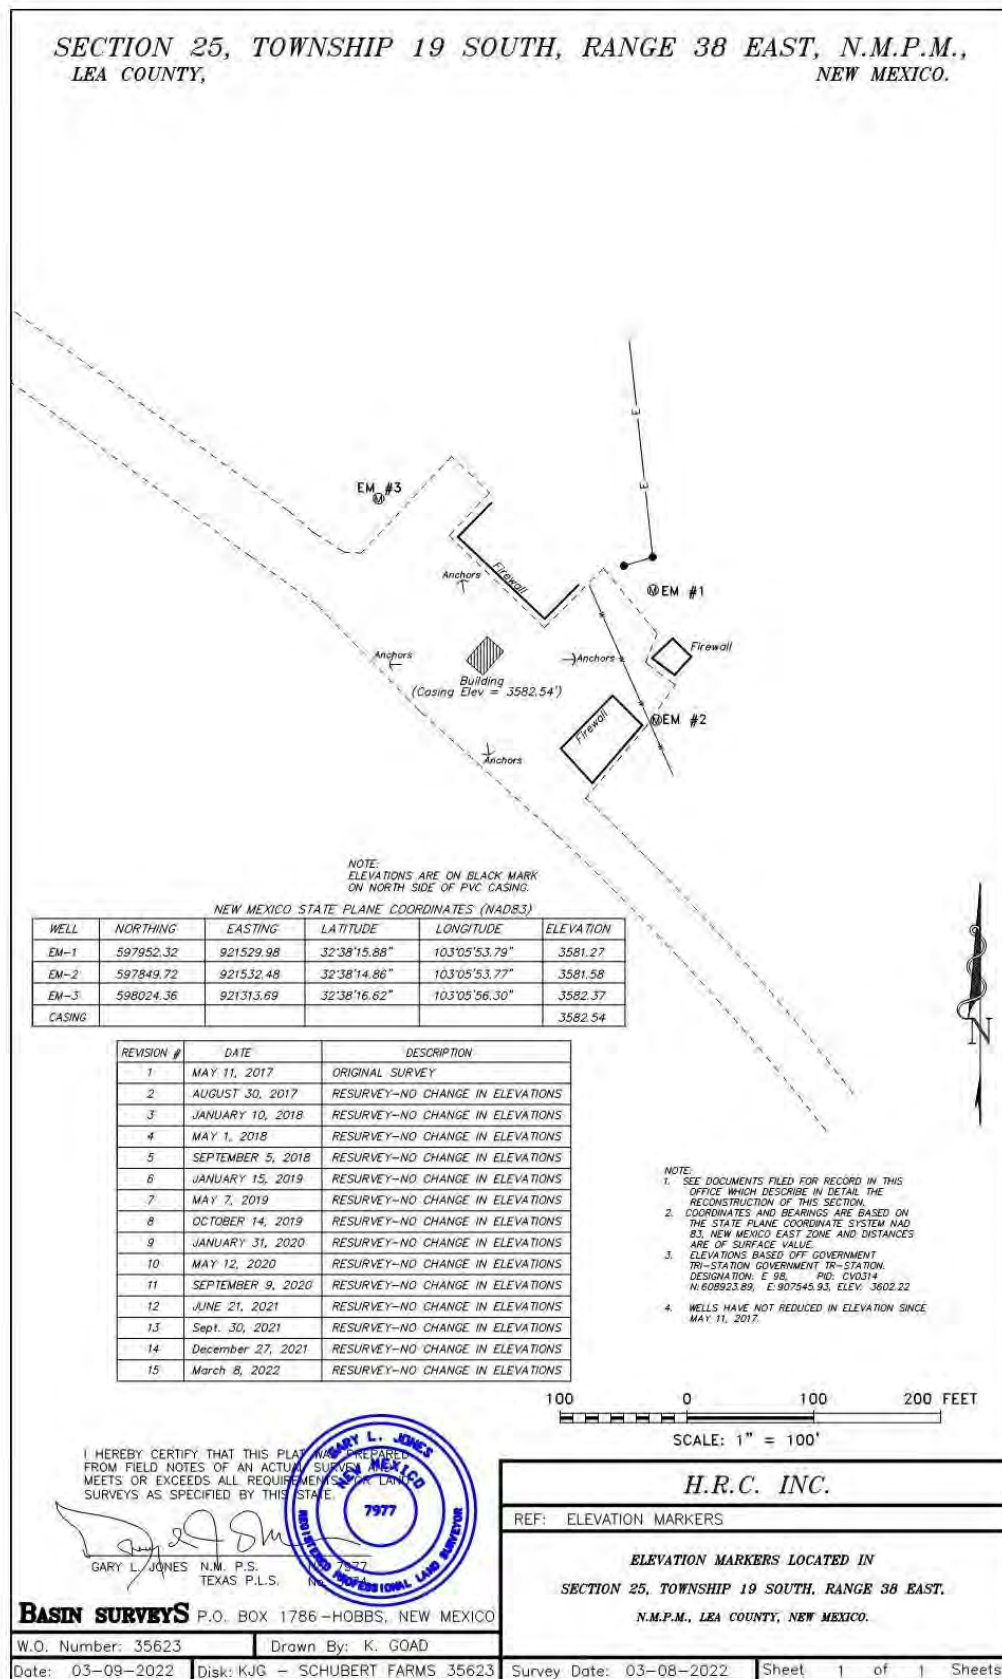 SECTION 25, TOWNSHIP 19 SOUTH, RANGE 38 EAST, N.M.P.M.,
LEA COUNTY, NEW MEXICO.
E
E
EM #3
Firewall
Anchors
EM #1
Firewall
Anchors
Anchors
Building
(Casing Elev = 3582.54')
Firewall
EM #2
Anchors
NOTE:
ELEVATIONS ARE ON BLACK MARK
ON NORTH SIDE OF PVC CASING.
NEW MEXICO STATE PLANE COORDINATES (NAD83)
WELL NORTHING EASTING LATITUDE LONGITUDE ELEVATION
EM-1 597952.32 921529.98 32°38'15.88" 103°05'53.79" 3581.27
EM-2 597849.72 921532.48 32°38'14.86" 103°05'53.77" 3581.58
EM-3 598024.36 921313.69 32°38'16.62" 103°05'56.30" 3582.37
CASING 3582.54
N
REVISION # DATE DESCRIPTION
1 MAY 11, 2017 ORIGINAL SURVEY
2 AUGUST 30, 2017 RESURVEY-NO CHANGE IN ELEVATIONS
3 JANUARY 10, 2018 RESURVEY-NO CHANGE IN ELEVATIONS
4 MAY 1, 2018 RESURVEY-NO CHANGE IN ELEVATIONS
5 SEPTEMBER 5, 2018 RESURVEY-NO CHANGE IN ELEVATIONS
6 JANUARY 15, 2019 RESURVEY-NO CHANGE IN ELEVATIONS
7 MAY 7, 2019 RESURVEY-NO CHANGE IN ELEVATIONS
8 OCTOBER 14, 2019 RESURVEY-NO CHANGE IN ELEVATIONS
9 JANUARY 31, 2020 RESURVEY-NO CHANGE IN ELEVATIONS
10 MAY 12, 2020 RESURVEY-NO CHANGE IN ELEVATIONS
11 SEPTEMBER 9, 2020 RESURVEY-NO CHANGE IN ELEVATIONS
12 JUNE 21, 2021 RESURVEY-NO CHANGE IN ELEVATIONS
13 Sept. 30, 2021 RESURVEY-NO CHANGE IN ELEVATIONS
14 December 27, 2021 RESURVEY-NO CHANGE IN ELEVATIONS
15 March 8, 2022 RESURVEY-NO CHANGE IN ELEVATIONS
NOTE:
1. SEE DOCUMENTS FILED FOR RECORD IN THIS
OFFICE WHICH DESCRIBE IN DETAIL THE
RECONSTRUCTION OF THIS SECTION.
2. COORDINATES AND BEARINGS ARE BASED ON
THE STATE PLANE COORDINATE SYSTEM NAD
83, NEW MEXICO EAST ZONE AND DISTANCES
ARE OF SURFACE VALUE.
3. ELEVATIONS BASED OFF GOVERNMENT
TRI-STATION GOVERNMENT TR-STATION.
DESIGNATION: E 98, PID: CV0314
N:608923.89, E:907545.93, ELEV: 3602.22
4. WELLS HAVE NOT REDUCED IN ELEVATION SINCE
MAY 11, 2017.
100 0 100 200 FEET
SCALE: 1" = 100'
I HEREBY CERTIFY THAT THIS PLAT WAS PREPARED
FROM FIELD NOTES OF AN ACTUAL SURVEY AND
MEETS OR EXCEEDS ALL REQUIREMENTS FOR LAND
SURVEYS AS SPECIFIED BY THIS STATE.
GARY L. JONES
NEW MEXICO
7977
REGISTERED PROFESSIONAL LAND SURVEYOR
GARY L. JONES N.M. P.S. 7977
TEXAS P.L.S.
BASIN SURVEYS P.O. BOX 1786-HOBBS, NEW MEXICO
W.O. Number: 35623 Drawn By: K. GOAD
Date: 03-09-2022 Disk: KJG - SCHUBERT FARMS 35623
H.R.C. INC.
REF: ELEVATION MARKERS
ELEVATION MARKERS LOCATED IN
SECTION 25, TOWNSHIP 19 SOUTH, RANGE 38 EAST,
N.M.P.M., LEA COUNTY, NEW MEXICO.
Survey Date: 03-08-2022 Sheet 1 of 1 Sheets